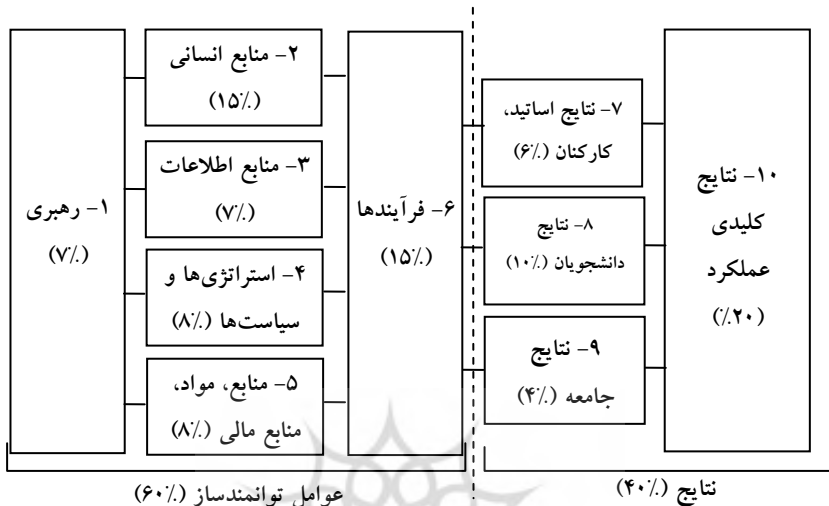 ۱- رهبری
(۷٪)
۲- منابع انسانی
(۱۵٪)
۳- منابع اطلاعات
(۷٪)
۴- استراتژی‌ها و
سیاست‌ها (۸٪)
۵- منابع، مواد،
منابع مالی (۸٪)
۶- فرآیندها
(۱۵٪)
۷- نتایج اساتید،
کارکنان (۶٪)
۸- نتایج
دانشجویان (۱۰٪)
۹- نتایج
جامعه (۴٪)
۱۰- نتایج
کلیدی
عملکرد
(٪۲۰)
عوامل توانمندساز (٪۶۰)
نتایج (٪۴۰)